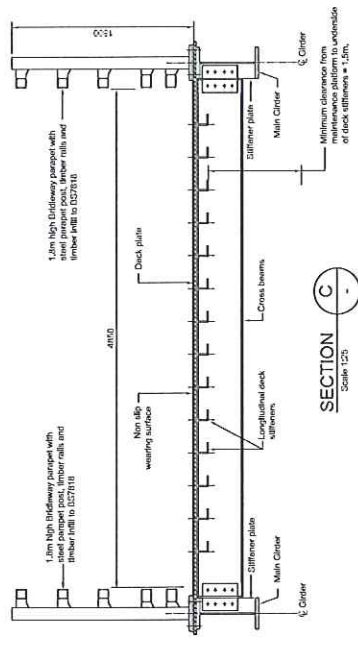 1.8m high Bridleway parapet with
steel parapet post, timber rails and
timber infill to BS7818
1.8m high Bridleway parapet with
steel parapet post, timber rails and
timber infill to BS7818
4850
Non slip
wearing surface
Deck plate
Longitudinal deck
stiffeners
Cross beams
Stiffener plate
Main Girder
Girder
Stiffener plate
Main Girder
Girder
Minimum clearance from
maintenance platform to underside
of deck stiffeners = 1.5m.
SECTION
C
-
Scale 1:25